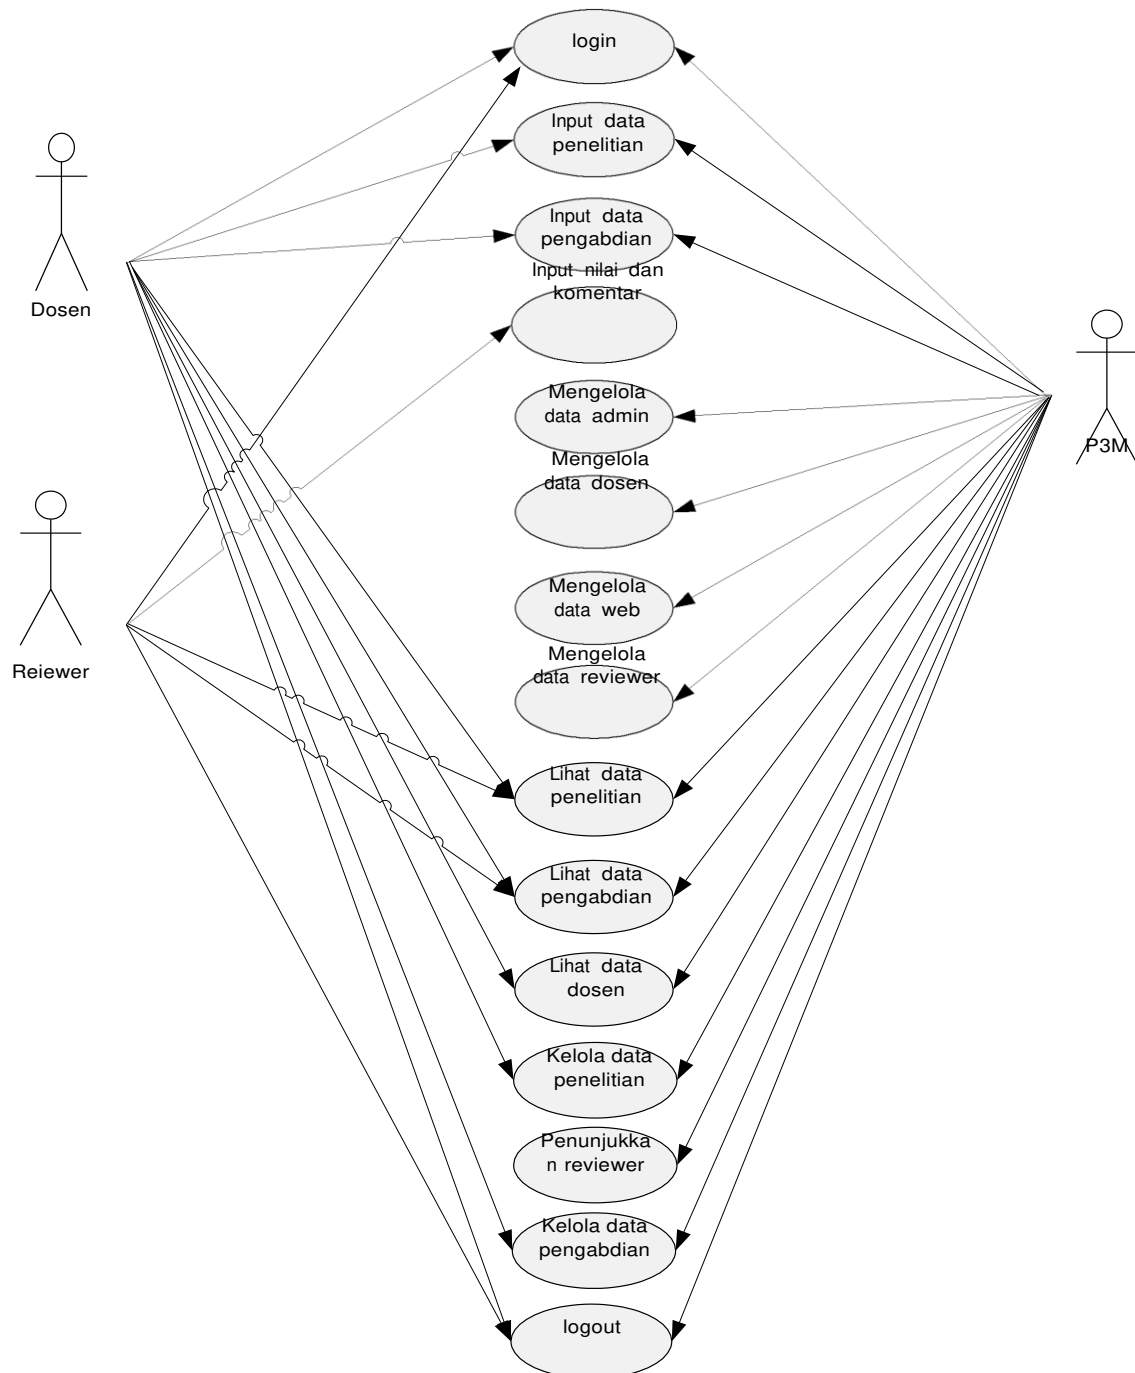 login
Input data
penelitian
Input data
pengabdian
Input nilai dan
komentar
Dosen
Mengelola
data admin
P3M
Mengelola
data dosen
Mengelola
data web
Reiewer
Mengelola
data reviewer
Lihat data
penelitian
Lihat data
pengabdian
Lihat data
dosen
Kelola data
penelitian
Penunjukka
n reviewer
Kelola data
pengabdian
logout